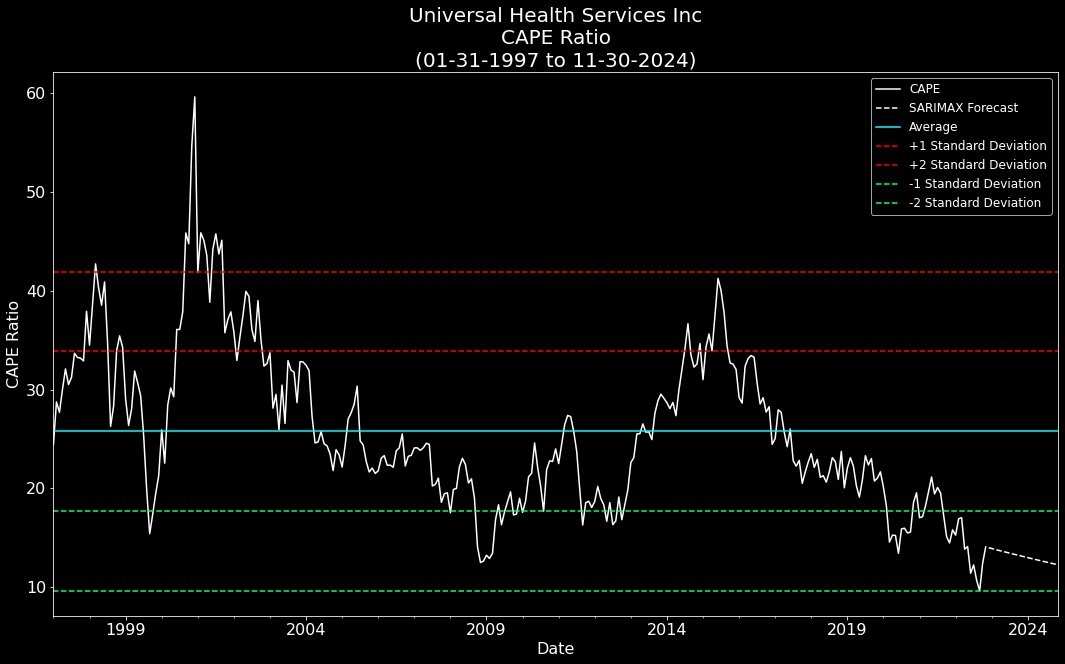 Universal Health Services Inc
CAPE Ratio
(01-31-1997 to 11-30-2024)
CAPE
SARIMAX Forecast
Average
+1 Standard Deviation
+2 Standard Deviation
-1 Standard Deviation
-2 Standard Deviation
60
50
40
30
20
10
CAPE Ratio
1999 2004 2009 2014 2019 2024
Date